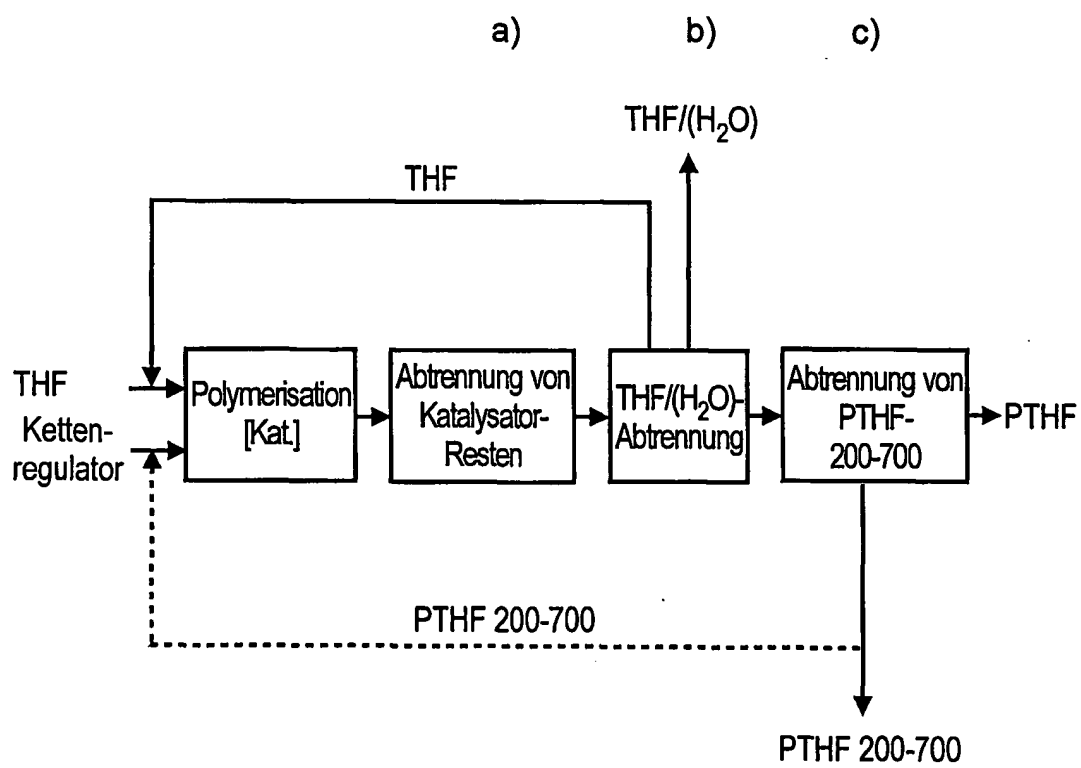 a)
b)
c)
THF/(H₂O)
THF
THF
Ketten-
regulator
Polymerisation
[Kat.]
Abtrennung von
Katalysator-
Resten
THF/(H₂O)-
Abtrennung
Abtrennung von
PTHF-
200-700
PTHF
PTHF 200-700
PTHF 200-700